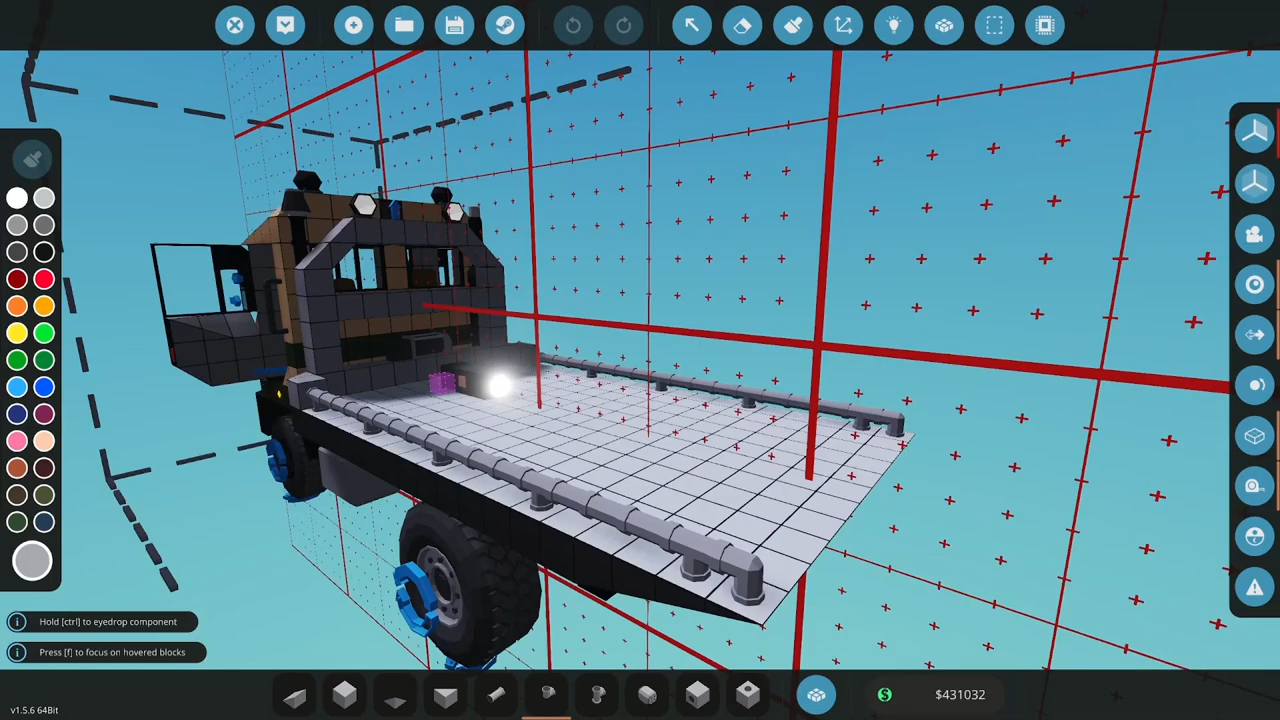 Hold [ctrl] to eyedrop component
Press [f] to focus on hovered blocks
v1.5.6 64Bit
$431032